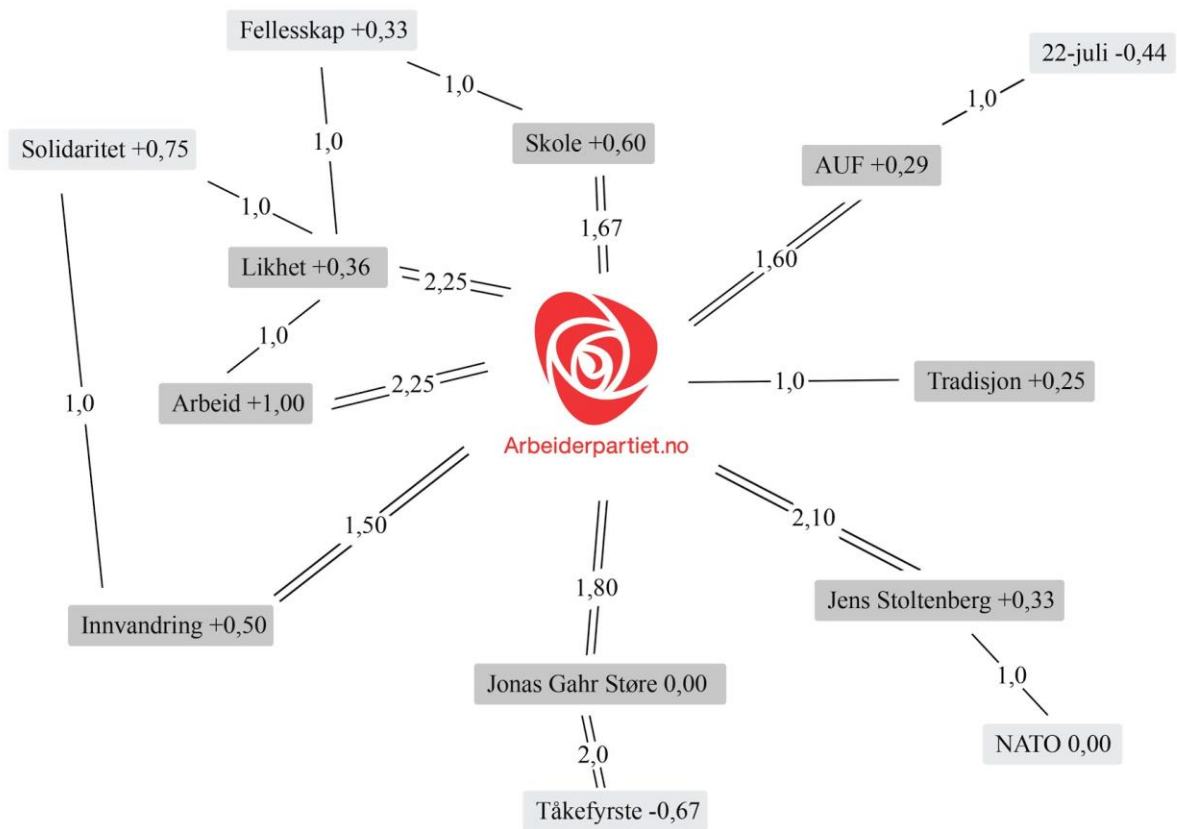 Fellesskap +0,33
22-juli -0,44
1,0
1,0
Solidaritet +0,75
1,0
Skole +0,60
AUF +0,29
1,0
1,67
1,60
Likhet +0,36
2,25
1,0
1,0
2,25
1,0
Tradisjon +0,25
Arbeid +1,00
Arbeiderpartiet.no
1,50
2,10
1,80
Jens Stoltenberg +0,33
Innvandring +0,50
1,0
Jonas Gahr Støre 0,00
NATO 0,00
2,0
Tåkefyrste -0,67